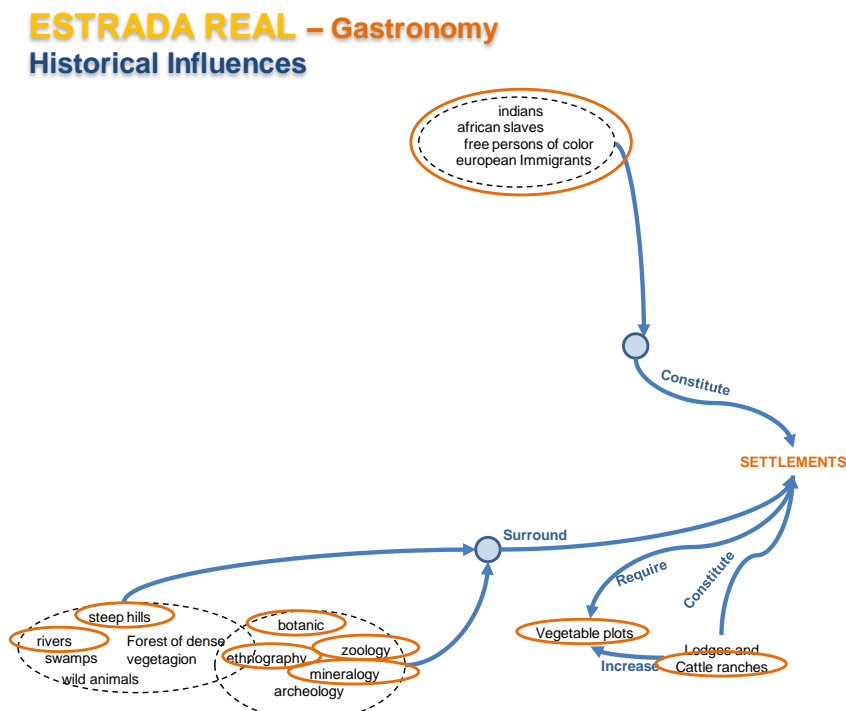 ESTRADA REAL – Gastronomy
Historical Influences
indians
african slaves
free persons of color
european Immigrants
Constitute
SETTLEMENTS
Surround
Require
Constitute
steep hills
rivers
swamps
Forest of dense
vegetagion
wild animals
botanic
zoology
ethnography
mineralogy
archeology
Vegetable plots
Increase
Lodges and
Cattle ranches